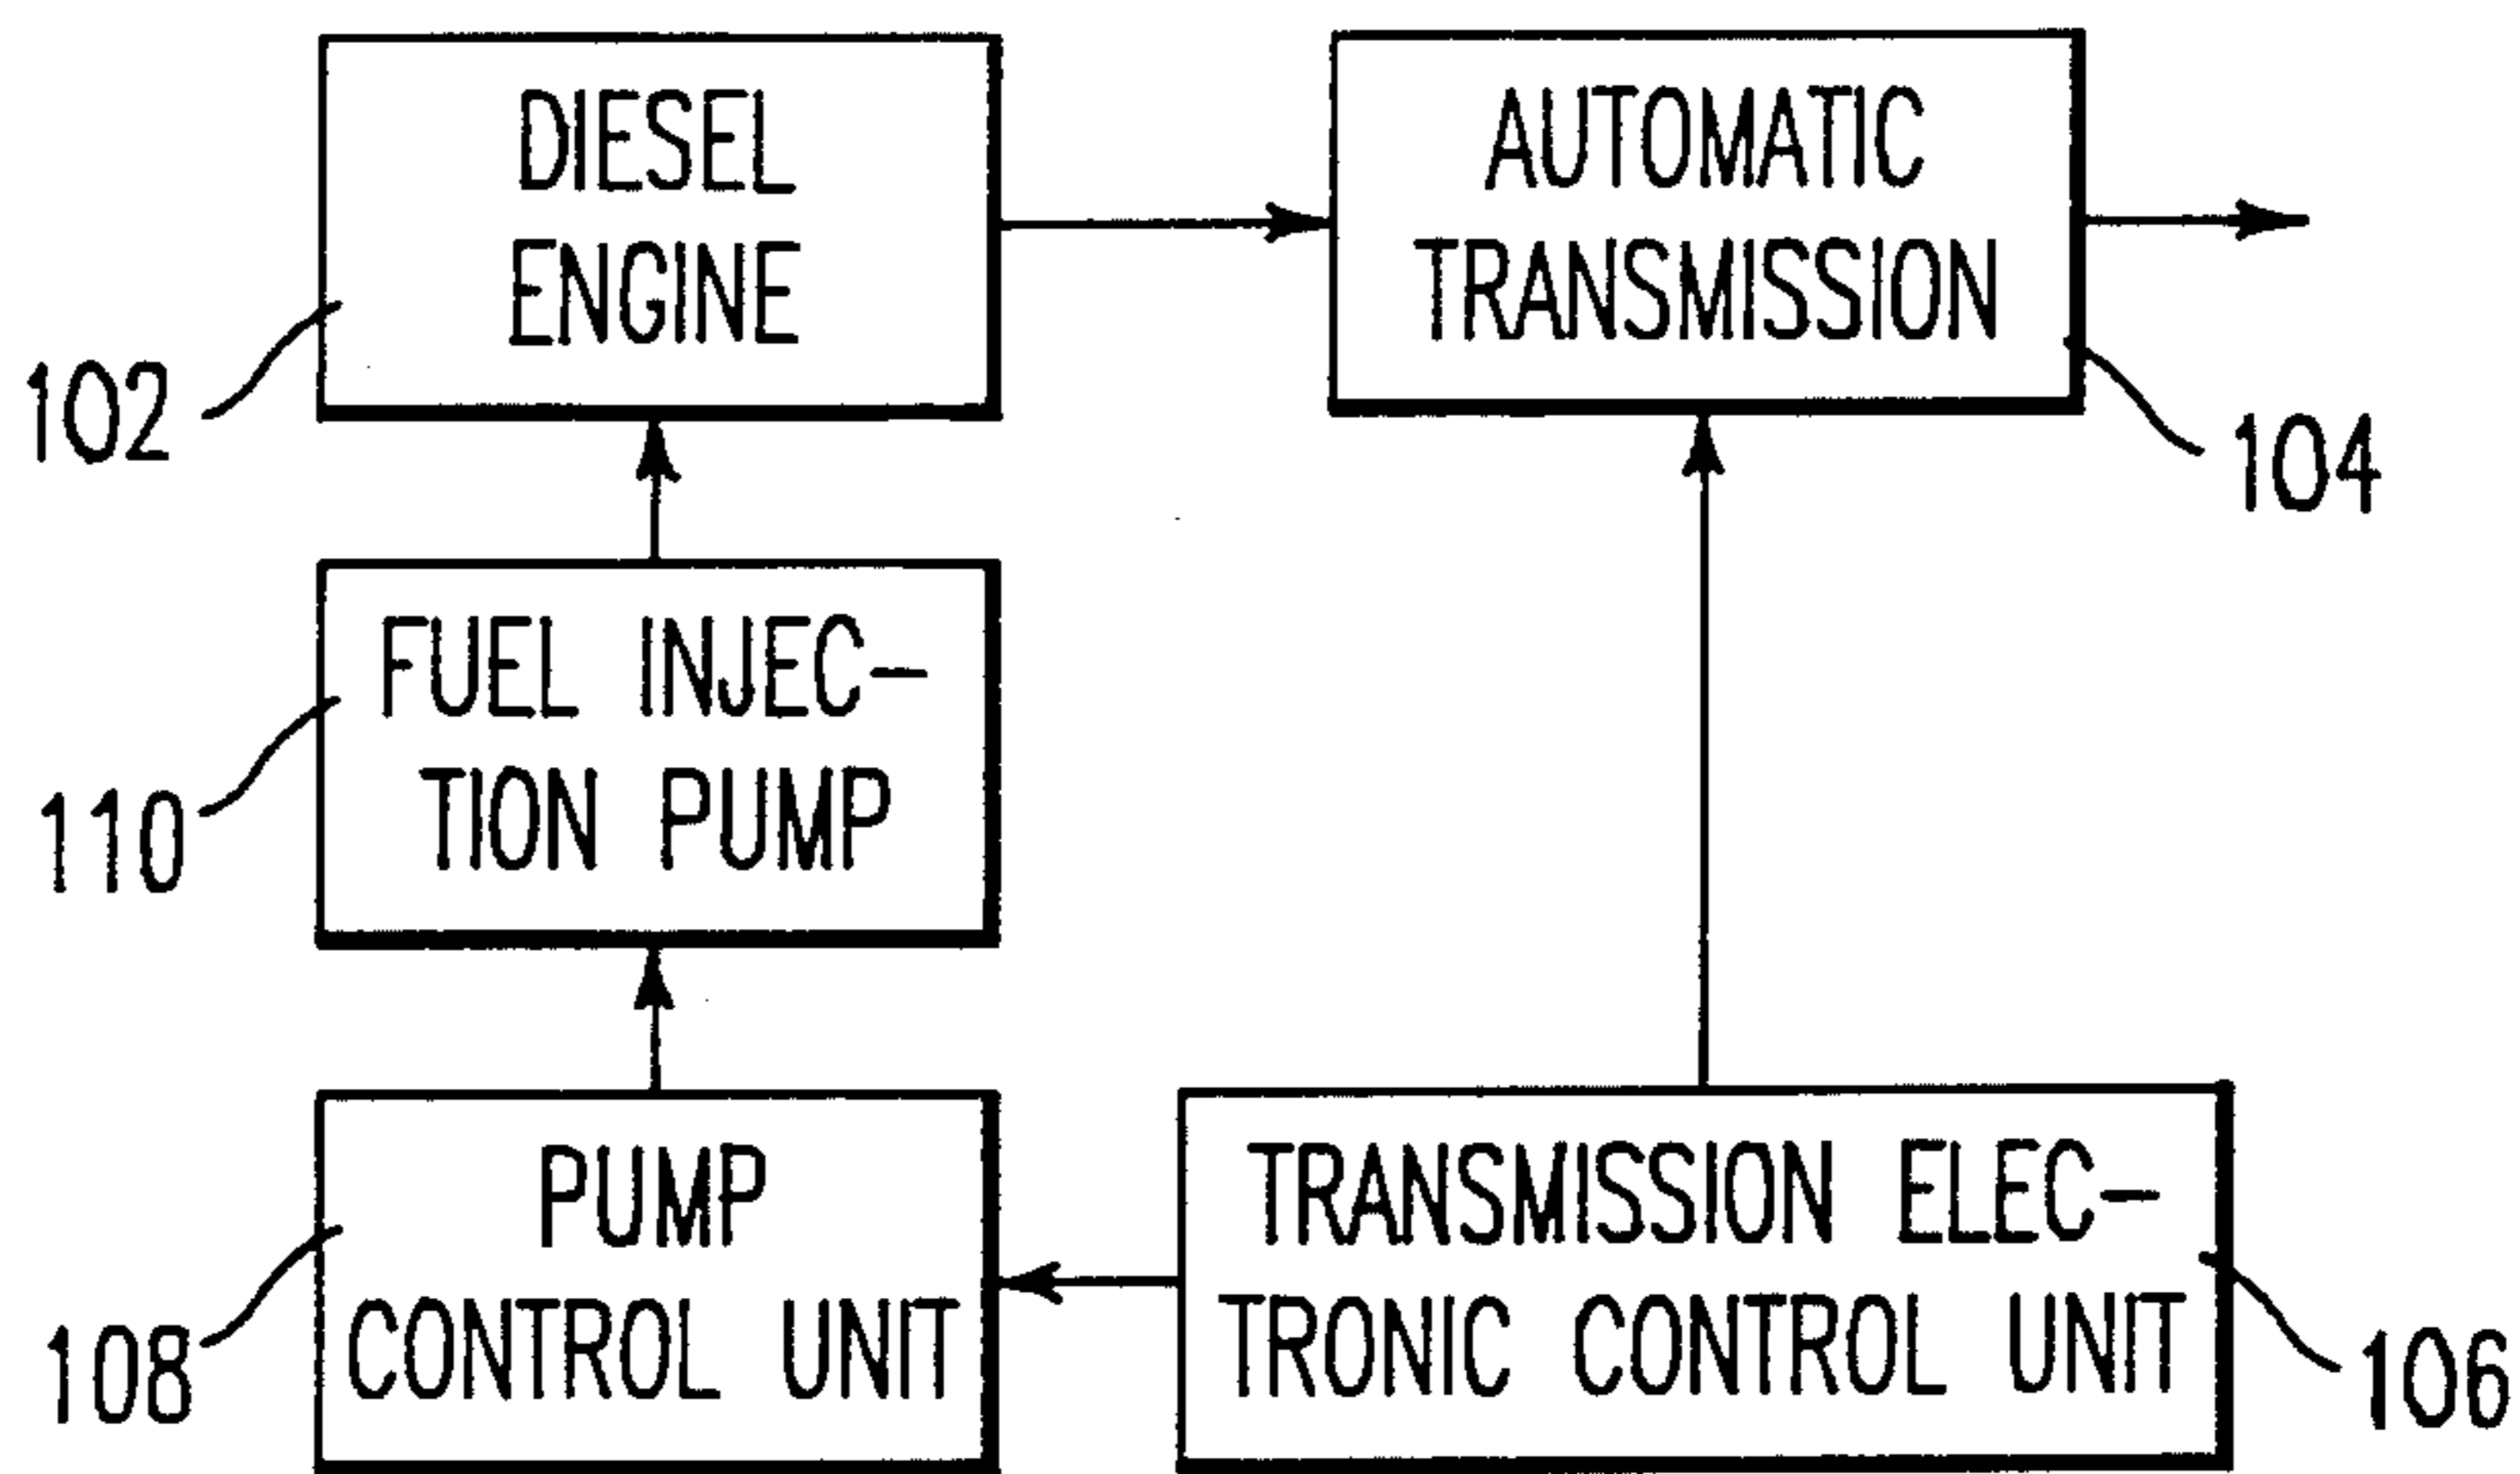 DIESEL
ENGINE
AUTOMATIC
TRANSMISSION
102
104
FUEL INJEC-
TION PUMP
110
PUMP
CONTROL UNIT
108
TRANSMISSION ELEC-
TRONIC CONTROL UNIT
106